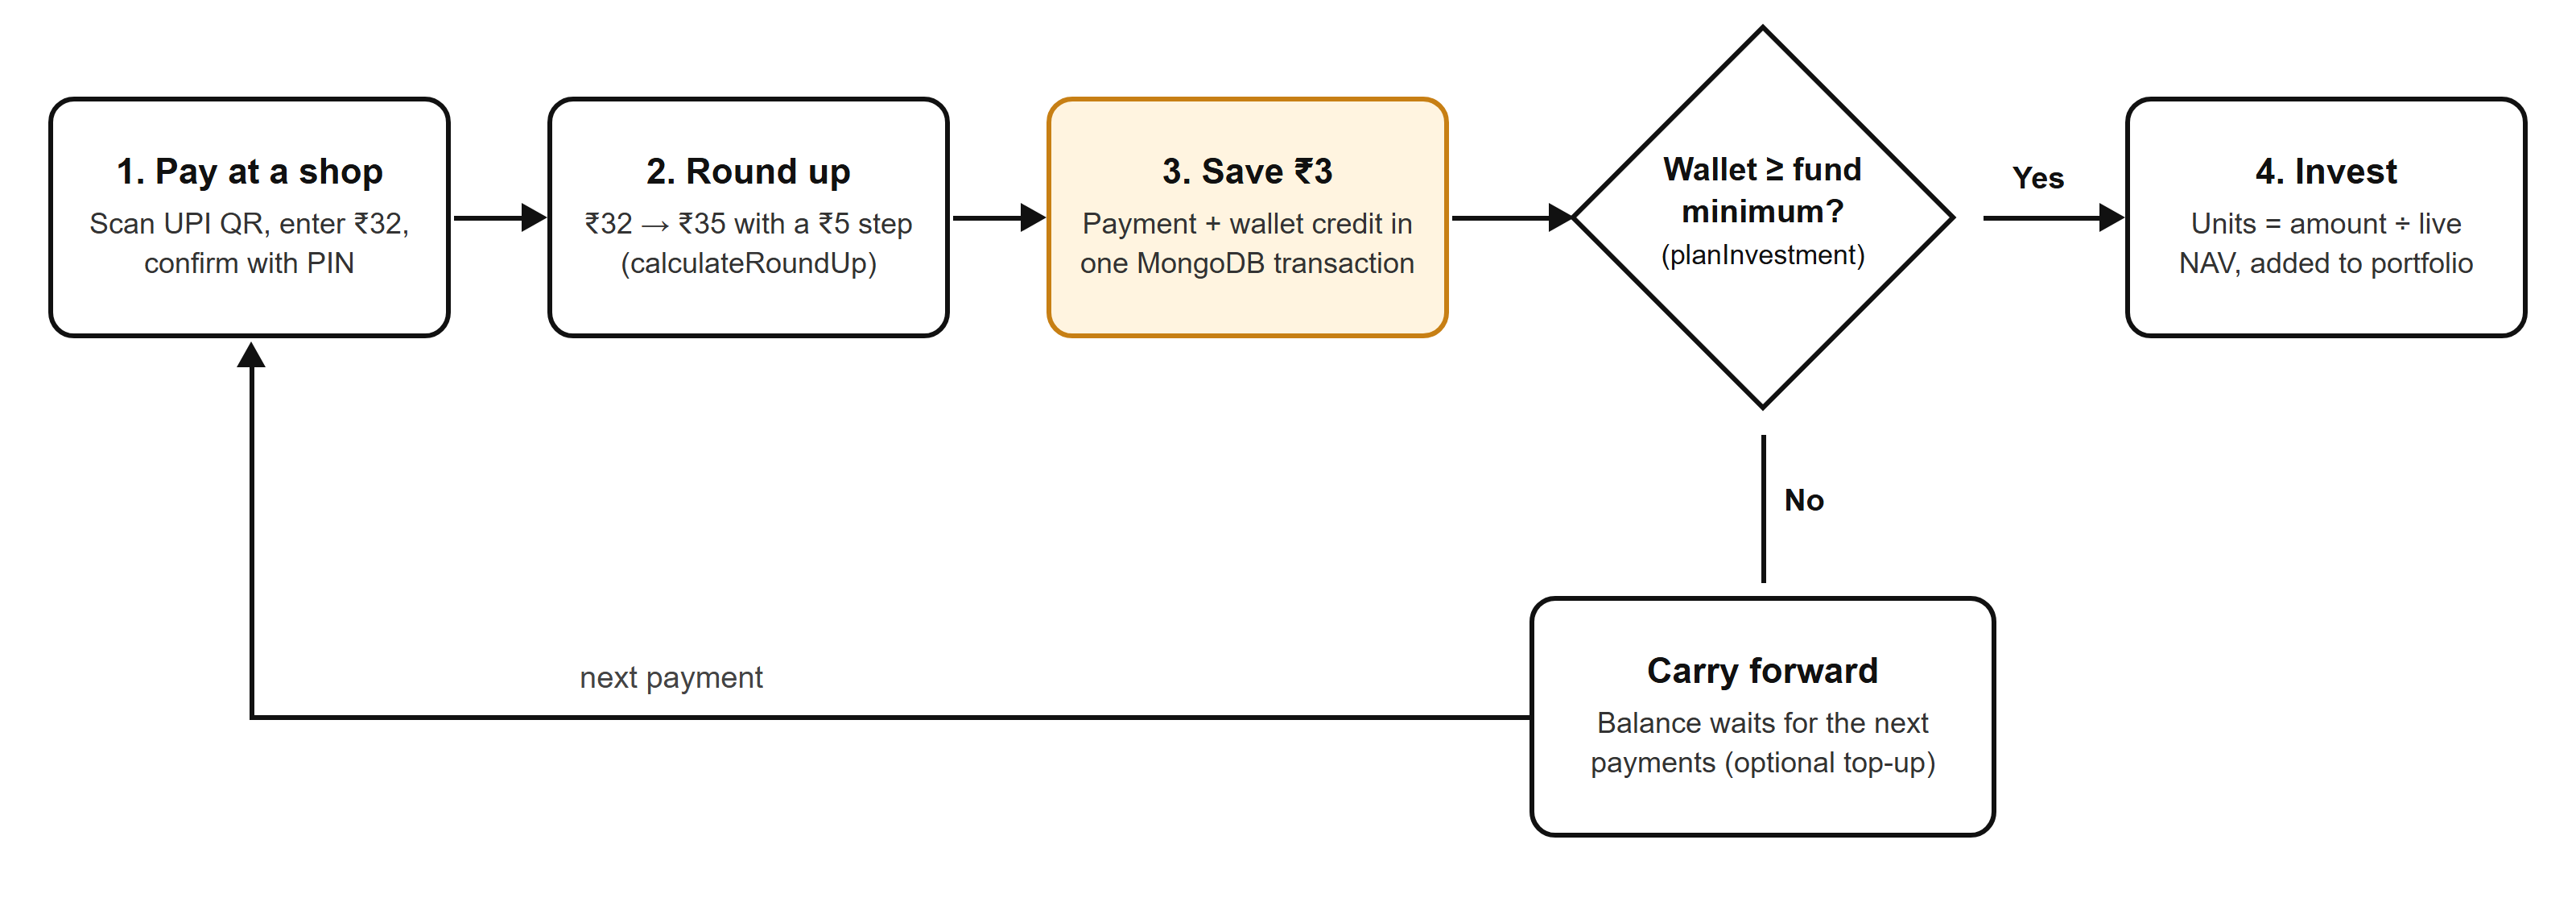 1. Pay at a shop
Scan UPI QR, enter ₹32,
confirm with PIN
2. Round up
₹32 → ₹35 with a ₹5 step
(calculateRoundUp)
3. Save ₹3
Payment + wallet credit in
one MongoDB transaction
Wallet ≥ fund
minimum?
(planInvestment)
Yes
4. Invest
Units = amount ÷ live
NAV, added to portfolio
No
Carry forward
Balance waits for the next
payments (optional top-up)
next payment